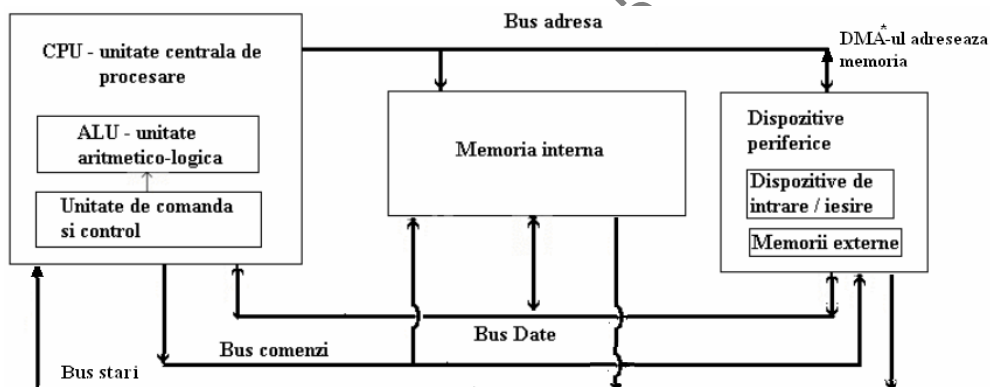 Bus adresa
CPU - unitate centrala de
procesare
DMA*-ul adreseaza
memoria
ALU - unitate
aritmetico-logica
Unitate de comanda
si control
Memoria interna
Dispozitive
periferice
Dispozitive de
intrare / iesire
Memorii externe
Bus Date
Bus comenzi
Bus stari